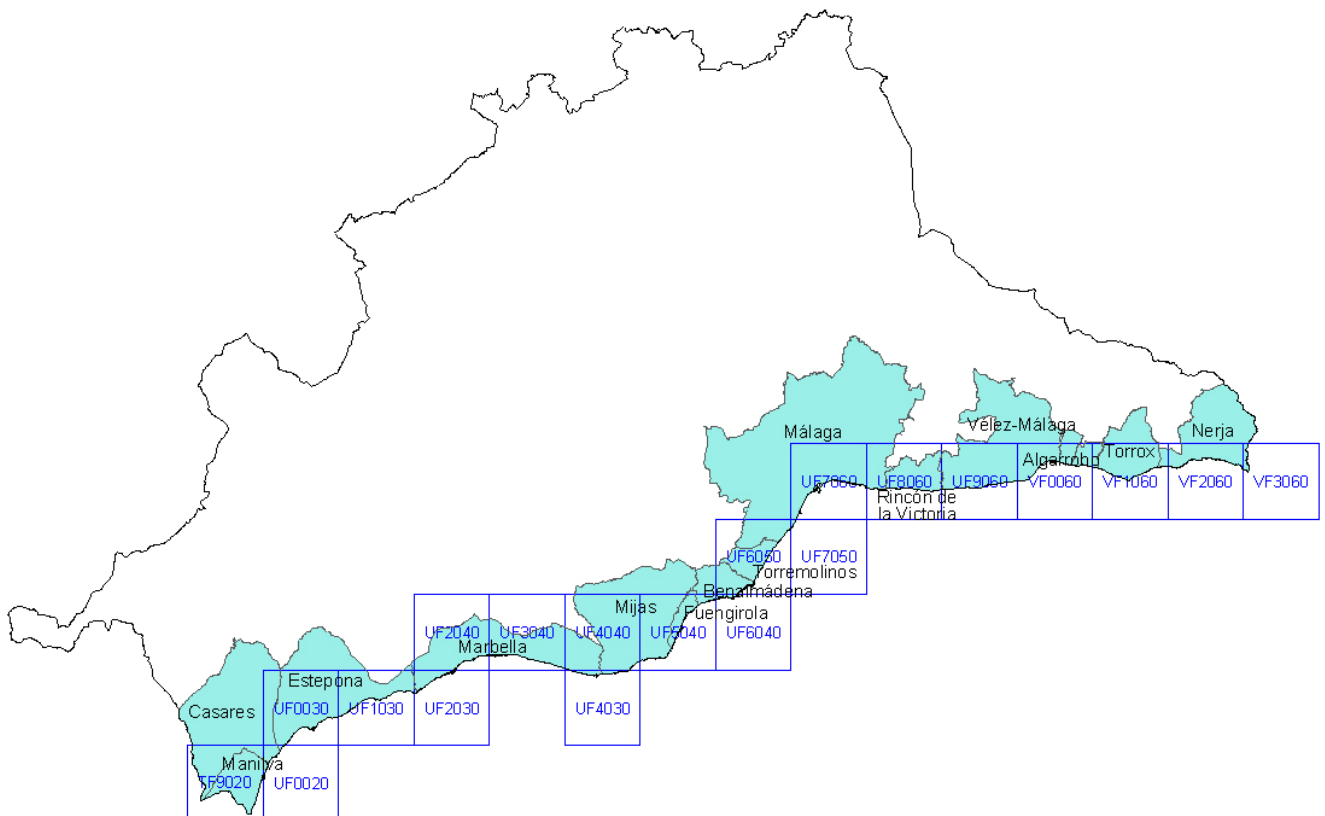 Vélez-Málaga
Nerja
Málaga
Torrox
Algarrobo
UF7060
UF8060
UF9060
VF0060
VF1060
VF2060
VF3060
Rincón de
la Victoria
UF6050
UF7050
Torremolinos
Benalmádena
Mijas
Fuengirola
UF2040
UF3040
UF4040
UF5040
UF6040
Marbella
Estepona
Casares
UF0030
UF1030
UF2030
UF4030
Manilva
TF9020
UF0020